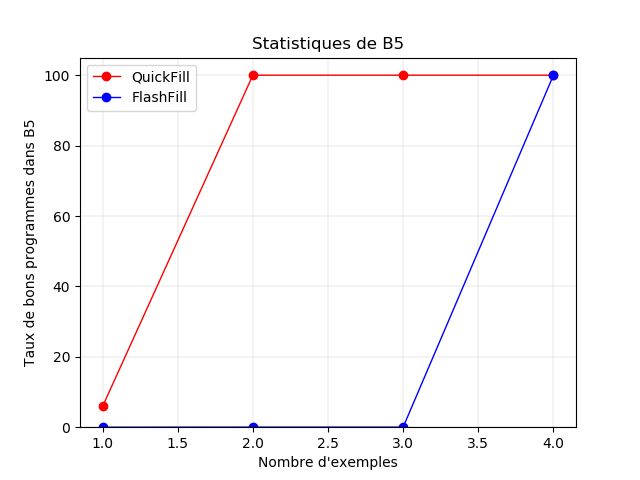 Statistiques de B5
QuickFill
FlashFill
Taux de bons programmes dans B5
100
80
60
40
20
0
1.0 1.5 2.0 2.5 3.0 3.5 4.0
Nombre d'exemples